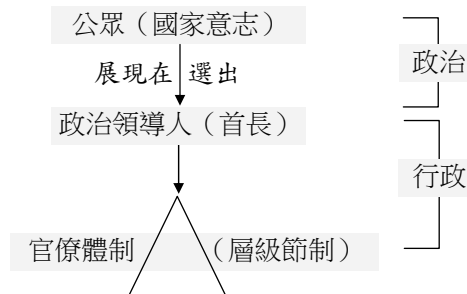 公眾（國家意志）
展現在 選出
政治
政治領導人（首長）
行政
官僚體制 （層級節制）